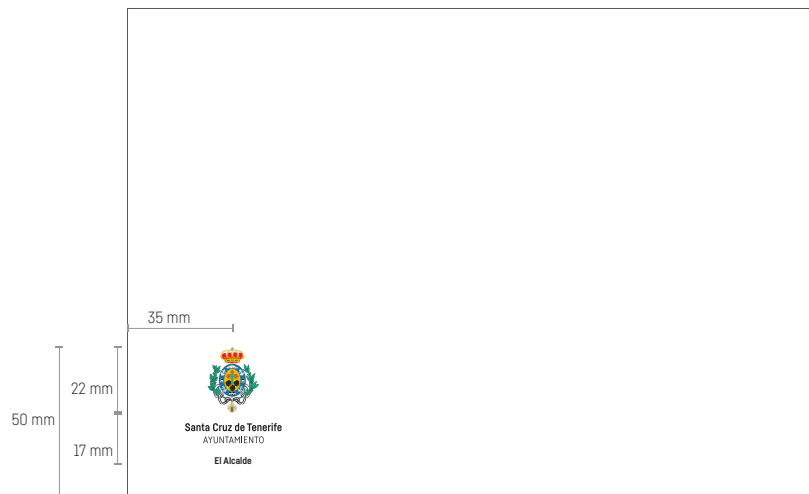 35 mm
22 mm
50 mm
17 mm
Santa Cruz de Tenerife
AYUNTAMIENTO
El Alcalde